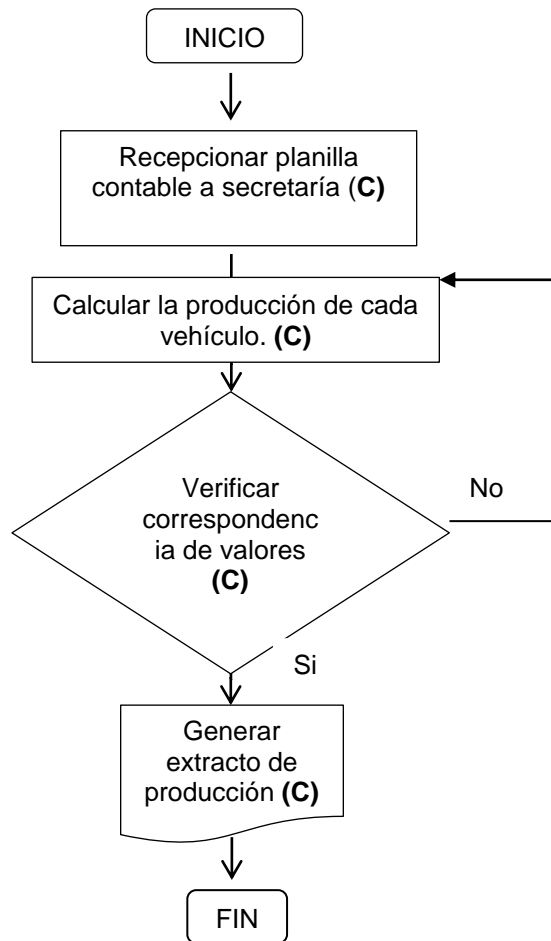 INICIO
Recepcionar planilla
contable a secretaría (C)
Calcular la producción de cada
vehículo. (C)
Verificar
correspondenc
ia de valores
(C)
No
Si
Generar
extracto de
producción (C)
FIN